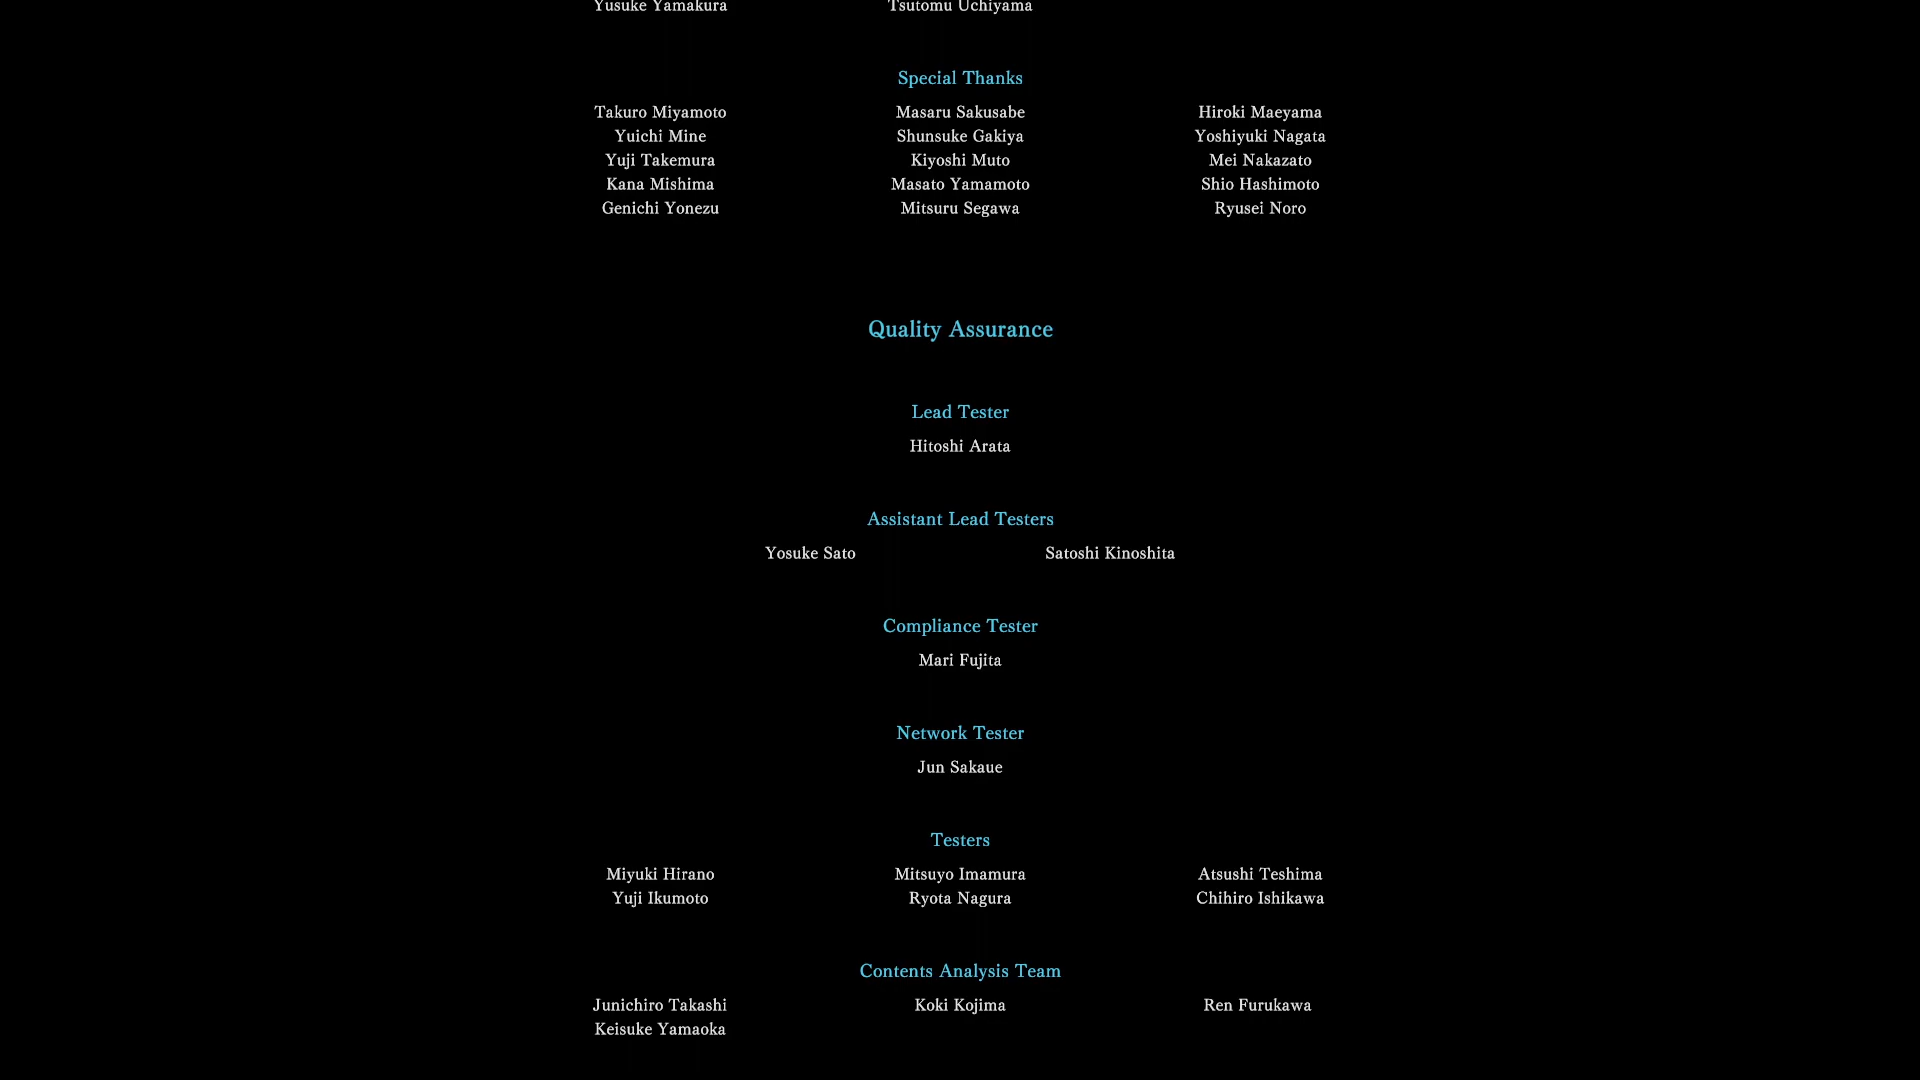 Yusuke Yamakura Tsutomu Uchiyama
Special Thanks
Takuro Miyamoto Masaru Sakusabe Hiroki Maeyama
Yuichi Mine Shunsuke Gakiya Yoshiyuki Nagata
Yuji Takemura Kiyoshi Muto Mei Nakazato
Kana Mishima Masato Yamamoto Shio Hashimoto
Genichi Yonezu Mitsuru Segawa Ryusei Noro
Quality Assurance
Lead Tester
Hitoshi Arata
Assistant Lead Testers
Yosuke Sato Satoshi Kinoshita
Compliance Tester
Mari Fujita
Network Tester
Jun Sakaue
Testers
Miyuki Hirano Mitsuyo Imamura Atsushi Teshima
Yuji Ikumoto Ryota Nagura Chihiro Ishikawa
Contents Analysis Team
Junichiro Takashi Koki Kojima Ren Furukawa
Keisuke Yamaoka